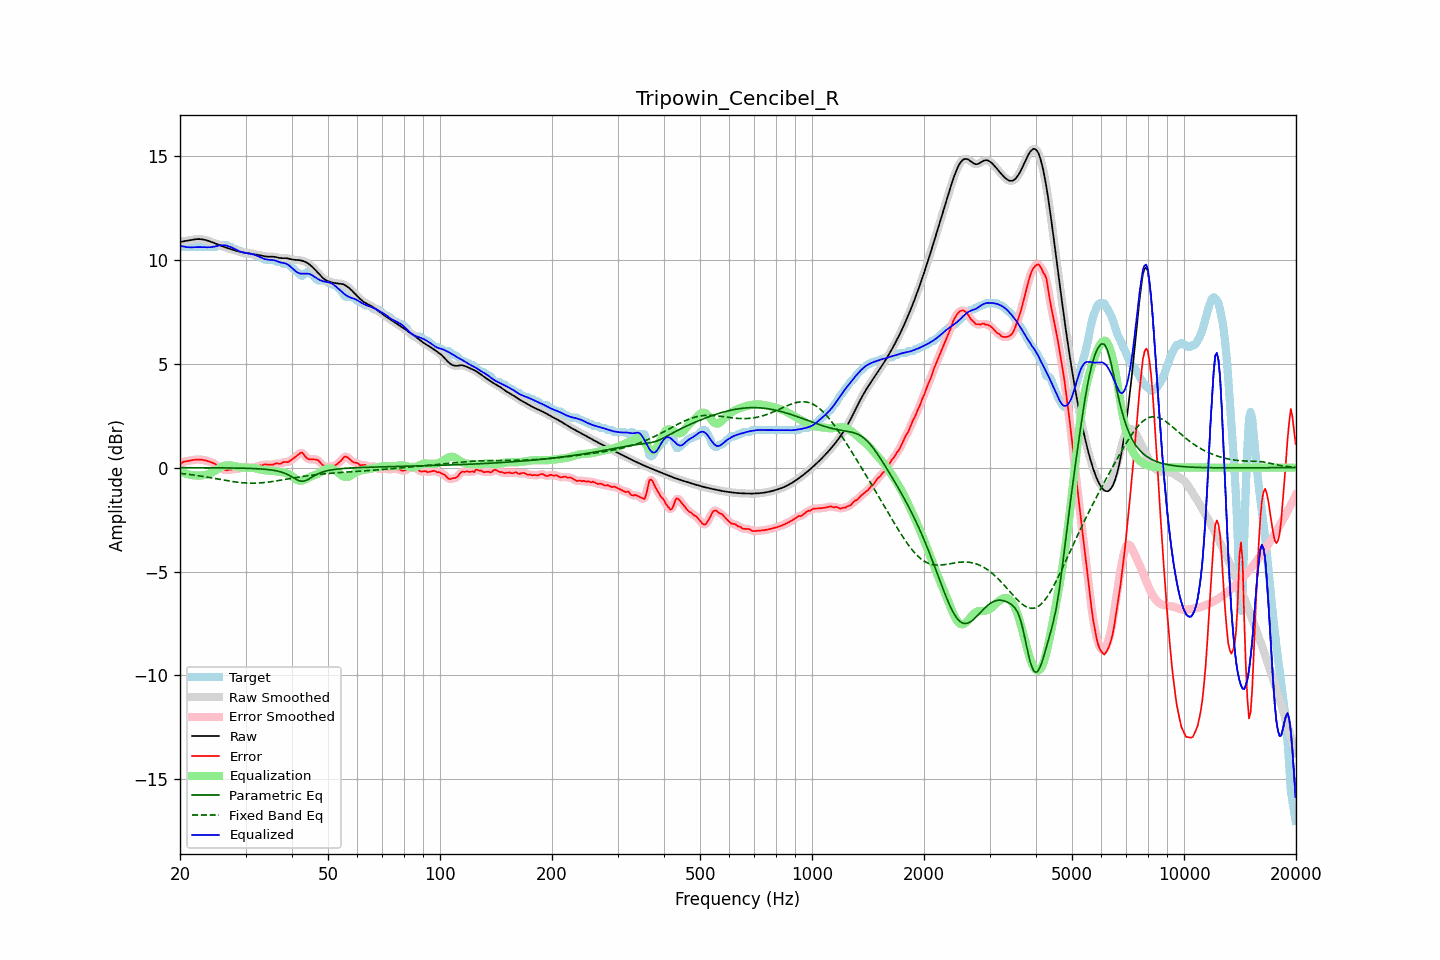 Tripowin_Cencibel_R
Amplitude (dBr)
15
10
5
0
−5
−10
−15
Target
Raw Smoothed
Error Smoothed
Raw
Error
Equalization
Parametric Eq
Fixed Band Eq
Equalized
20
50
100
200
500
1000
2000
5000
10000
20000
Frequency (Hz)